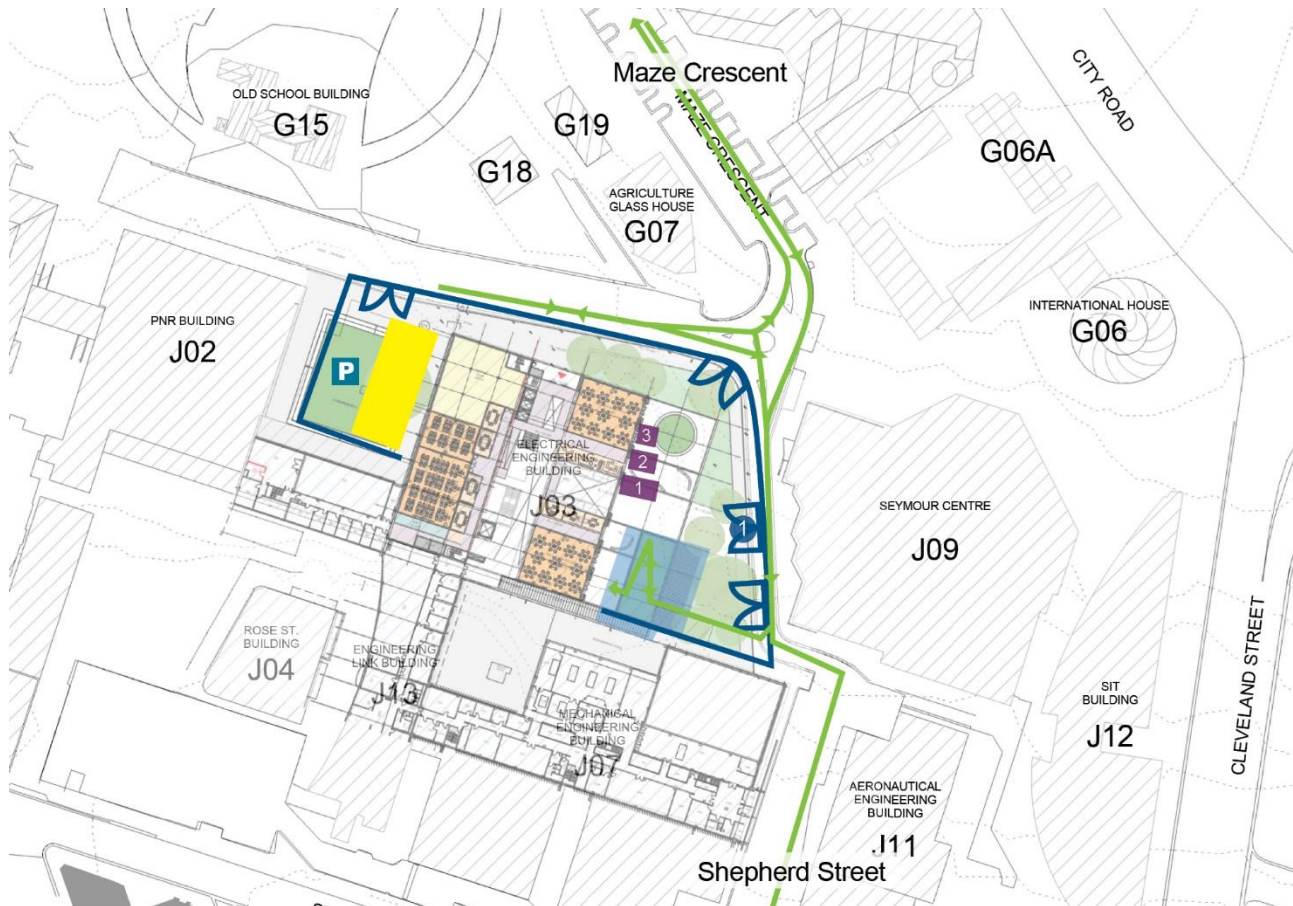 Maze Crescent
MAZE CRESCENT
CITY ROAD
OLD SCHOOL BUILDING
G15
G19
G18
G06A
AGRICULTURE
GLASS HOUSE
G07
INTERNATIONAL HOUSE
G06
PNR BUILDING
J02
P
3
2
1
ELECTRICAL
ENGINEERING
BUILDING
J03
1
SEYMOUR CENTRE
J09
ROSE ST.
BUILDING
J04
ENGINEERING
LINK BUILDING
J13
MECHANICAL
ENGINEERING
BUILDING
J07
SIT
BUILDING
J12
CLEVELAND STREET
AERONAUTICAL
ENGINEERING
BUILDING
J11
Shepherd Street